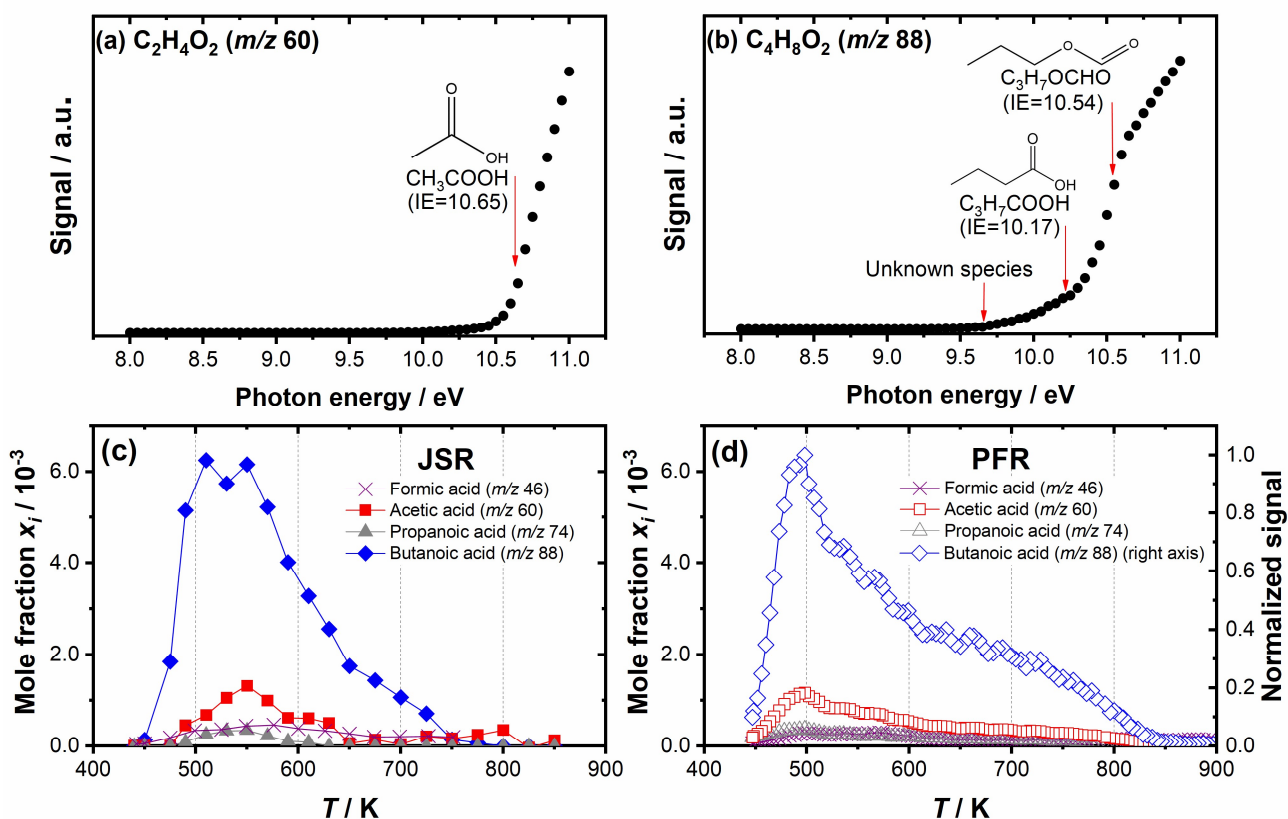 (a) C₂H₄O₂ (m/z 60)
O
OH
CH₃COOH
(IE=10.65)
Signal / a.u.
8.0 8.5 9.0 9.5 10.0 10.5 11.0
Photon energy / eV
(b) C₄H₈O₂ (m/z 88)
O O
C₃H₇OCHO
(IE=10.54)
O
OH
C₃H₇COOH
(IE=10.17)
Unknown species
Signal / a.u.
8.0 8.5 9.0 9.5 10.0 10.5 11.0
Photon energy / eV
(c)
JSR
Formic acid (m/z 46)
Acetic acid (m/z 60)
Propanoic acid (m/z 74)
Butanoic acid (m/z 88)
Mole fraction xᵢ / 10⁻³
6.0
4.0
2.0
0.0
400 500 600 700 800 900
T / K
(d)
PFR
Formic acid (m/z 46)
Acetic acid (m/z 60)
Propanoic acid (m/z 74)
Butanoic acid (m/z 88) (right axis)
Mole fraction xᵢ / 10⁻³
6.0
4.0
2.0
0.0
1.0
0.8
0.6
0.4
0.2
0.0
Normalized signal
400 500 600 700 800 900
T / K